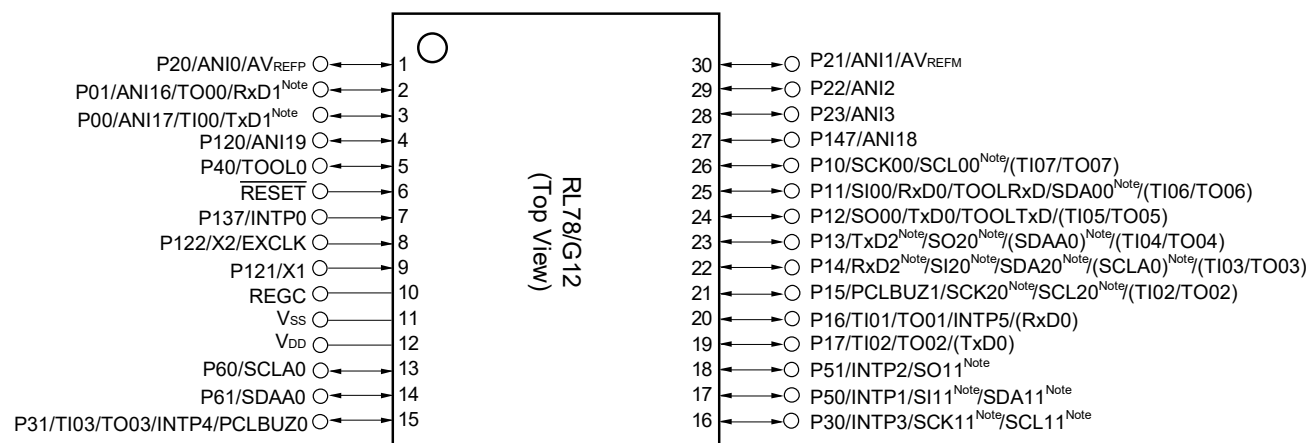 P20/ANI0/AVREFP 1
P01/ANI16/TO00/RxD1Note 2
P00/ANI17/TI00/TxD1Note 3
P120/ANI19 4
P40/TOOL0 5
RESET 6
P137/INTP0 7
P122/X2/EXCLK 8
P121/X1 9
REGC 10
VSS 11
VDD 12
P60/SCLA0 13
P61/SDAA0 14
P31/TI03/TO03/INTP4/PCLBUZ0 15
RL78/G12
(Top View)
30 P21/ANI1/AVREFM
29 P22/ANI2
28 P23/ANI3
27 P147/ANI18
26 P10/SCK00/SCL00Note/(TI07/TO07)
25 P11/SI00/RxD0/TOOLRxD/SDA00Note/(TI06/TO06)
24 P12/SO00/TxD0/TOOLTxD/(TI05/TO05)
23 P13/TxD2Note/SO20Note/(SDAA0)Note/(TI04/TO04)
22 P14/RxD2Note/SI20Note/SDA20Note/(SCLA0)Note/(TI03/TO03)
21 P15/PCLBUZ1/SCK20Note/SCL20Note/(TI02/TO02)
20 P16/TI01/TO01/INTP5/(RxD0)
19 P17/TI02/TO02/(TxD0)
18 P51/INTP2/SO11Note
17 P50/INTP1/SI11Note/SDA11Note
16 P30/INTP3/SCK11Note/SCL11Note